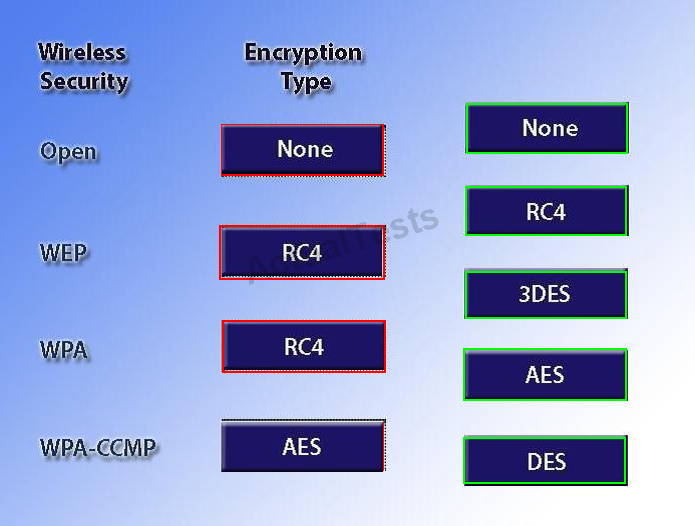 Wireless
Security
Encryption
Type
Open
None
WEP
RC4
WPA
RC4
WPA-CCMP
AES
None
RC4
3DES
AES
DES
ActualTests